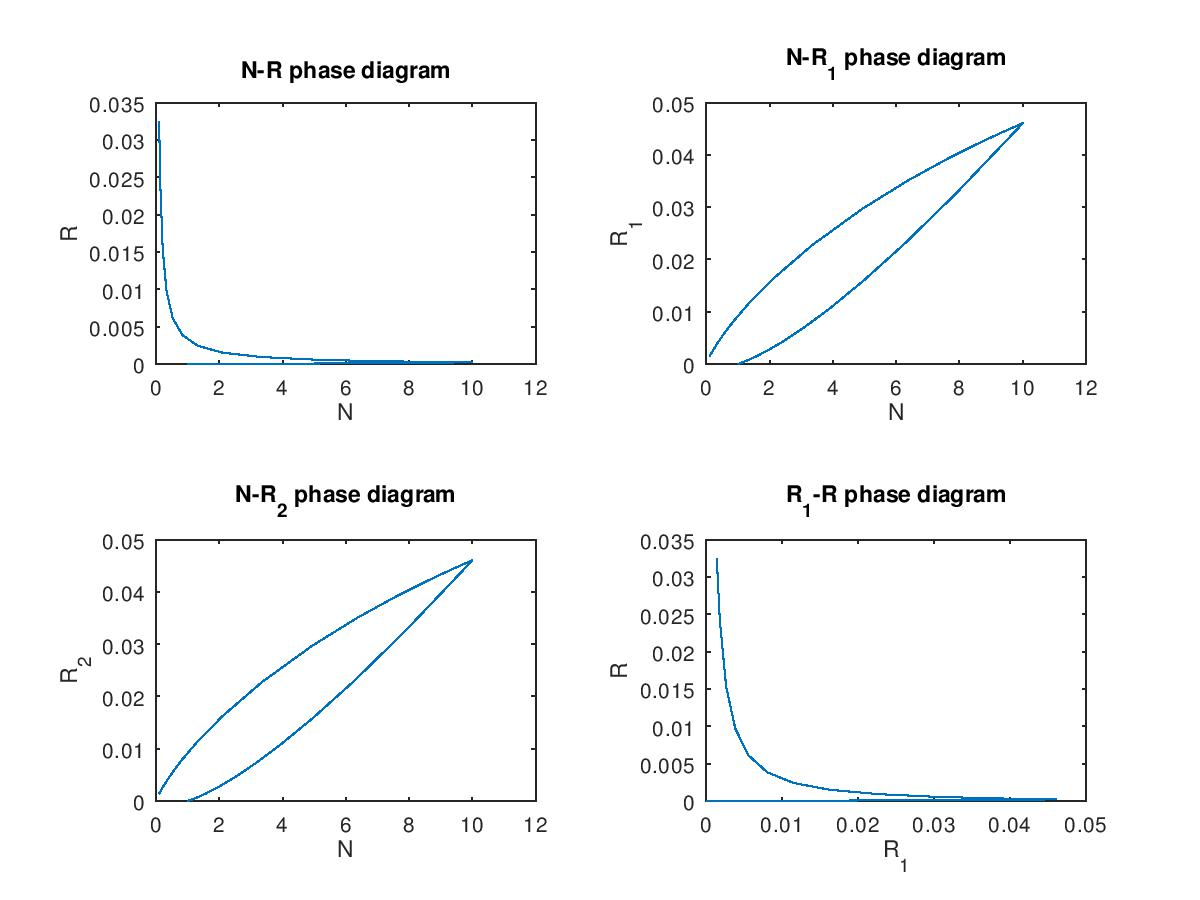 N-R phase diagram
0.035
0.03
0.025
0.02
0.015
0.01
0.005
0
R
0 2 4 6 8 10 12
N
N-R1 phase diagram
0.05
0.04
0.03
0.02
0.01
0
R1
0 2 4 6 8 10 12
N
N-R2 phase diagram
0.05
0.04
0.03
0.02
0.01
0
R2
0 2 4 6 8 10 12
N
R1-R phase diagram
0.035
0.03
0.025
0.02
0.015
0.01
0.005
0
R
0 0.01 0.02 0.03 0.04 0.05
R1